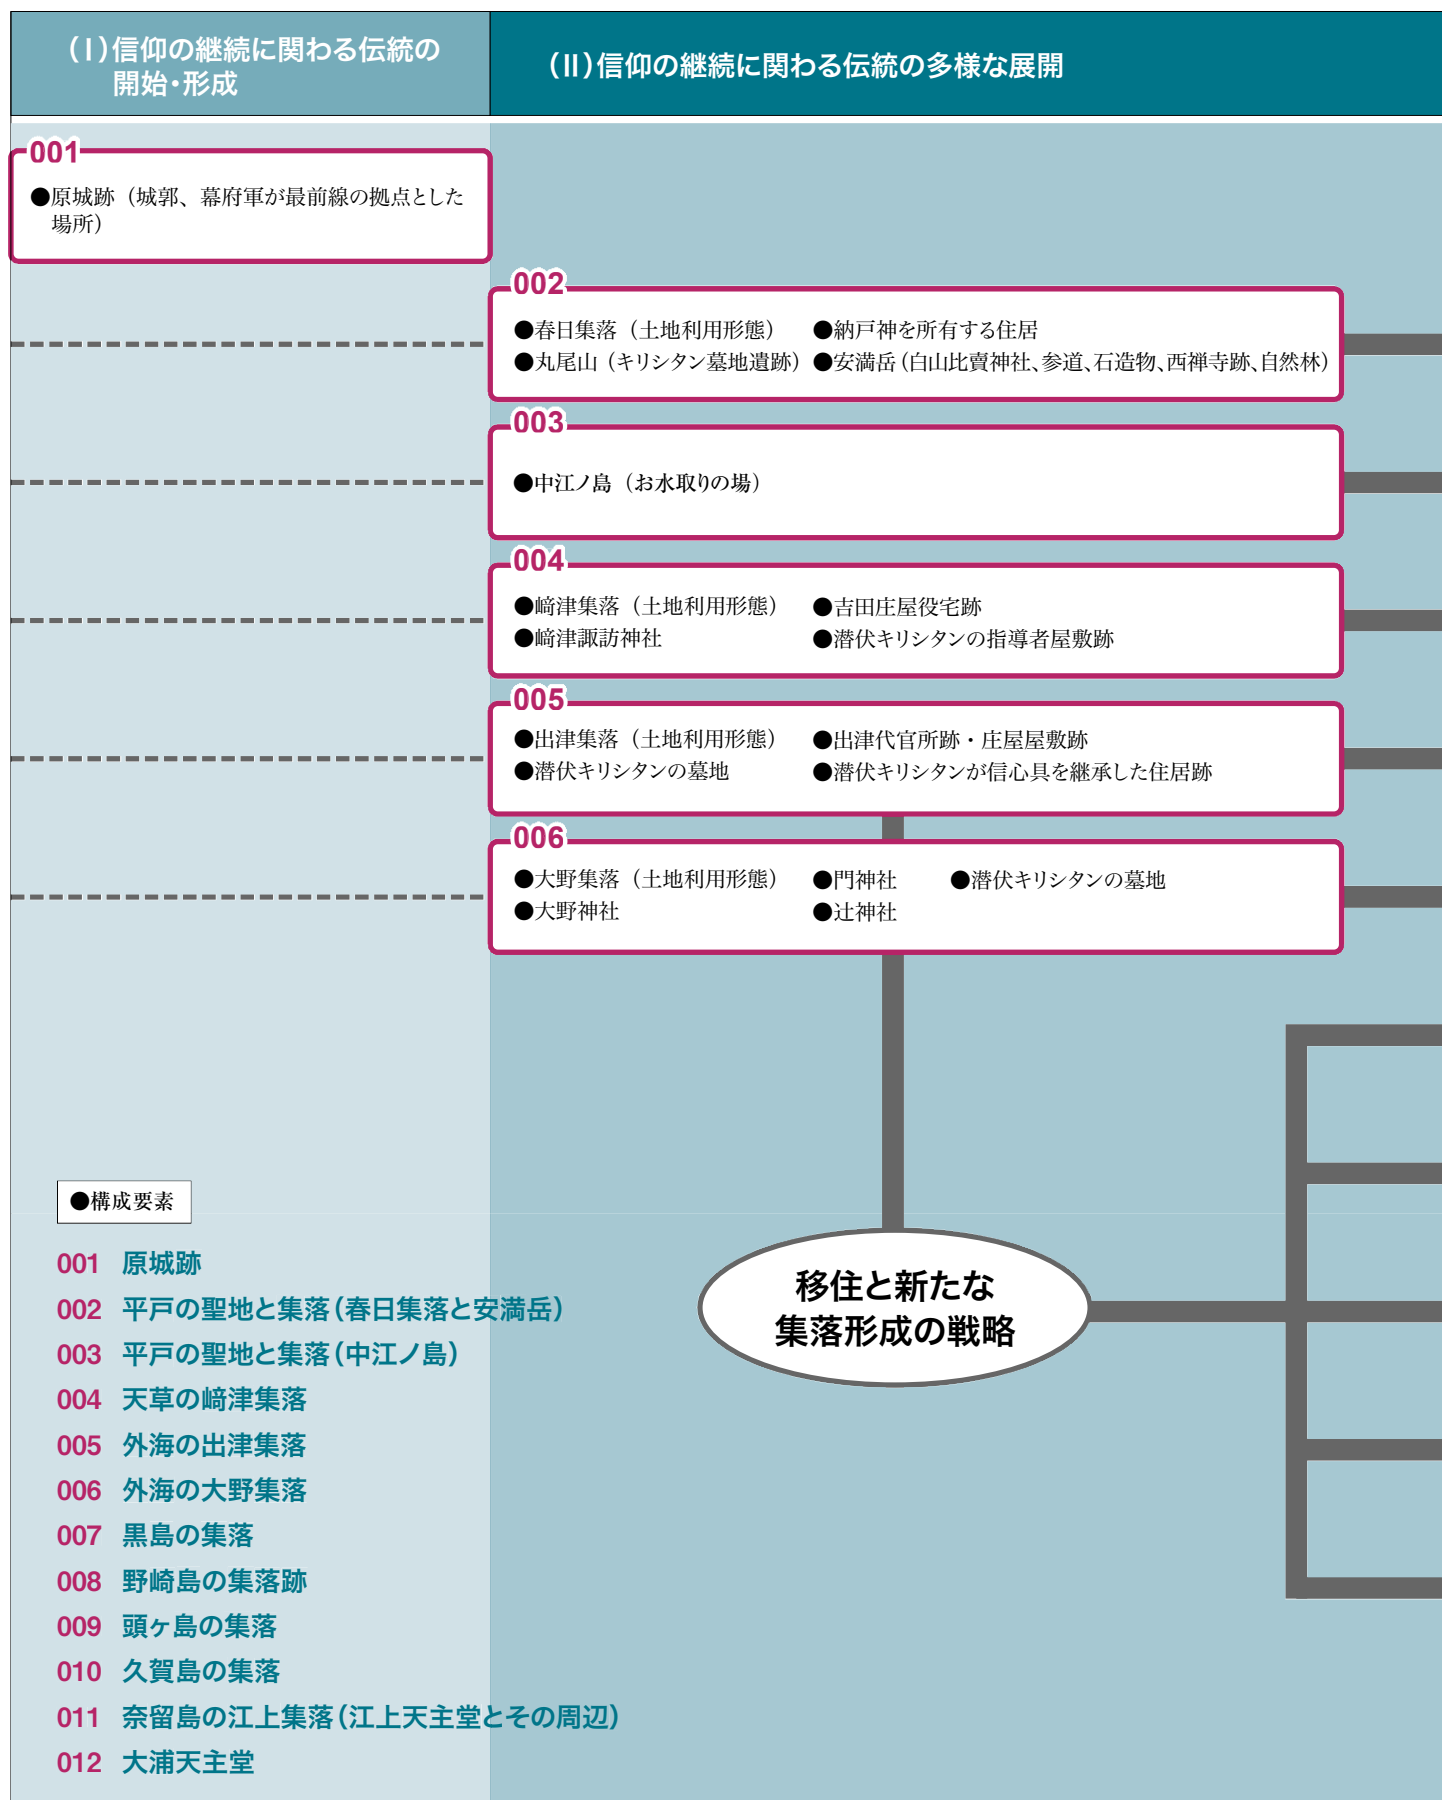 (Ⅰ)信仰の継続に関わる伝統の
開始・形成
(Ⅱ)信仰の継続に関わる伝統の多様な展開
001
●原城跡（城郭、幕府軍が最前線の拠点とした
場所）
002
●春日集落（土地利用形態） ●納戸神を所有する住居
●丸尾山（キリシタン墓地遺跡） ●安満岳（白山比賣神社、参道、石造物、西禅寺跡、自然林）
003
●中江ノ島（お水取りの場）
004
●﨑津集落（土地利用形態） ●吉田庄屋役宅跡
●﨑津諏訪神社 ●潜伏キリシタンの指導者屋敷跡
005
●出津集落（土地利用形態） ●出津代官所跡・庄屋屋敷跡
●潜伏キリシタンの墓地 ●潜伏キリシタンが信心具を継承した住居跡
006
●大野集落（土地利用形態） ●門神社 ●潜伏キリシタンの墓地
●大野神社 ●辻神社
●構成要素
001 原城跡
002 平戸の聖地と集落（春日集落と安満岳）
003 平戸の聖地と集落（中江ノ島）
004 天草の﨑津集落
005 外海の出津集落
006 外海の大野集落
007 黒島の集落
008 野崎島の集落跡
009 頭ヶ島の集落
010 久賀島の集落
011 奈留島の江上集落（江上天主堂とその周辺）
012 大浦天主堂
移住と新たな
集落形成の戦略